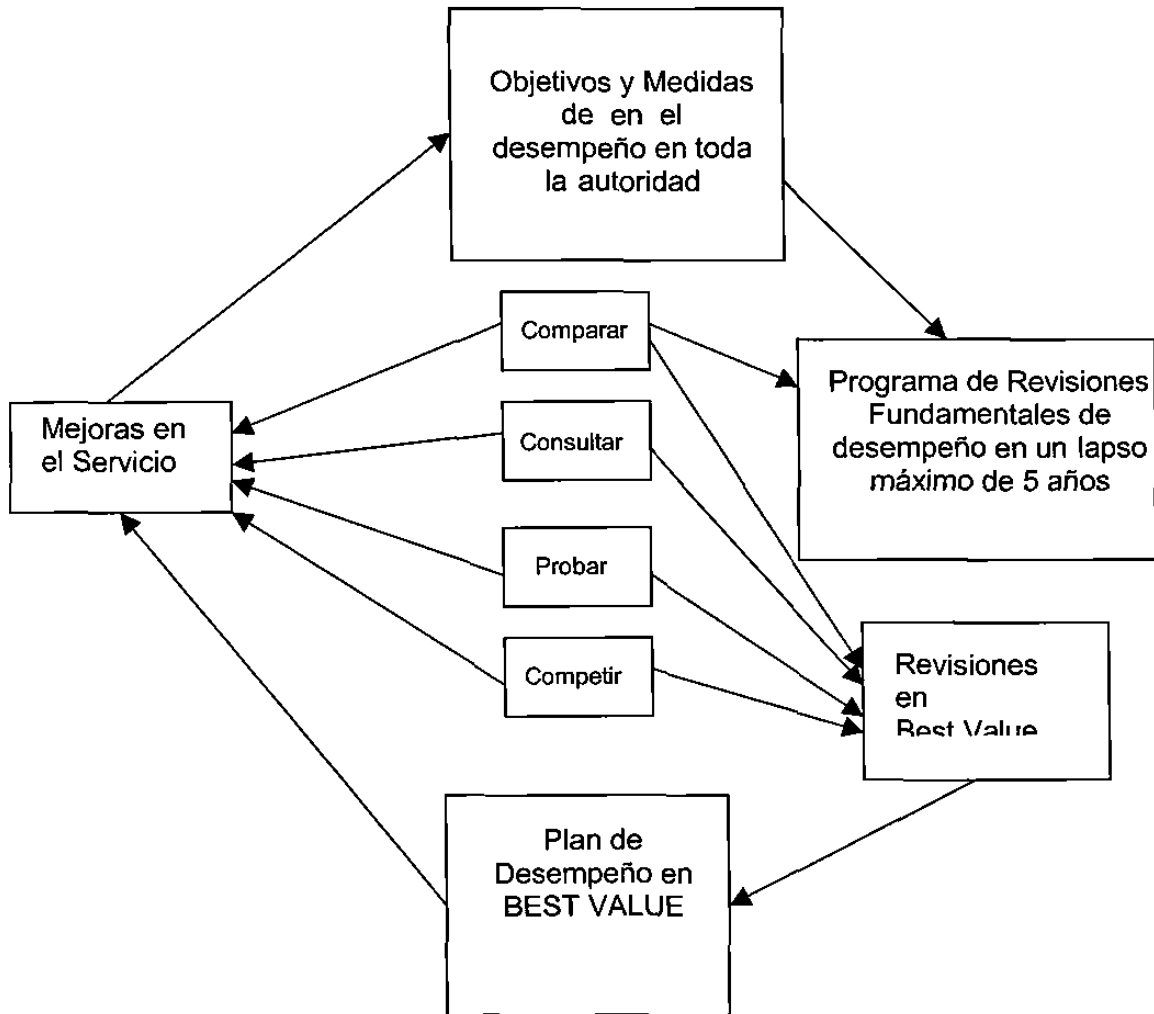 Objetivos y Medidas
de en el
desempeño en toda
la autoridad
Comparar
Programa de Revisiones
Fundamentales de
desempeño en un lapso
máximo de 5 años
Mejoras en
el Servicio
Consultar
Probar
Competir
Revisiones
en
Best Value
Plan de
Desempeño en
BEST VALUE